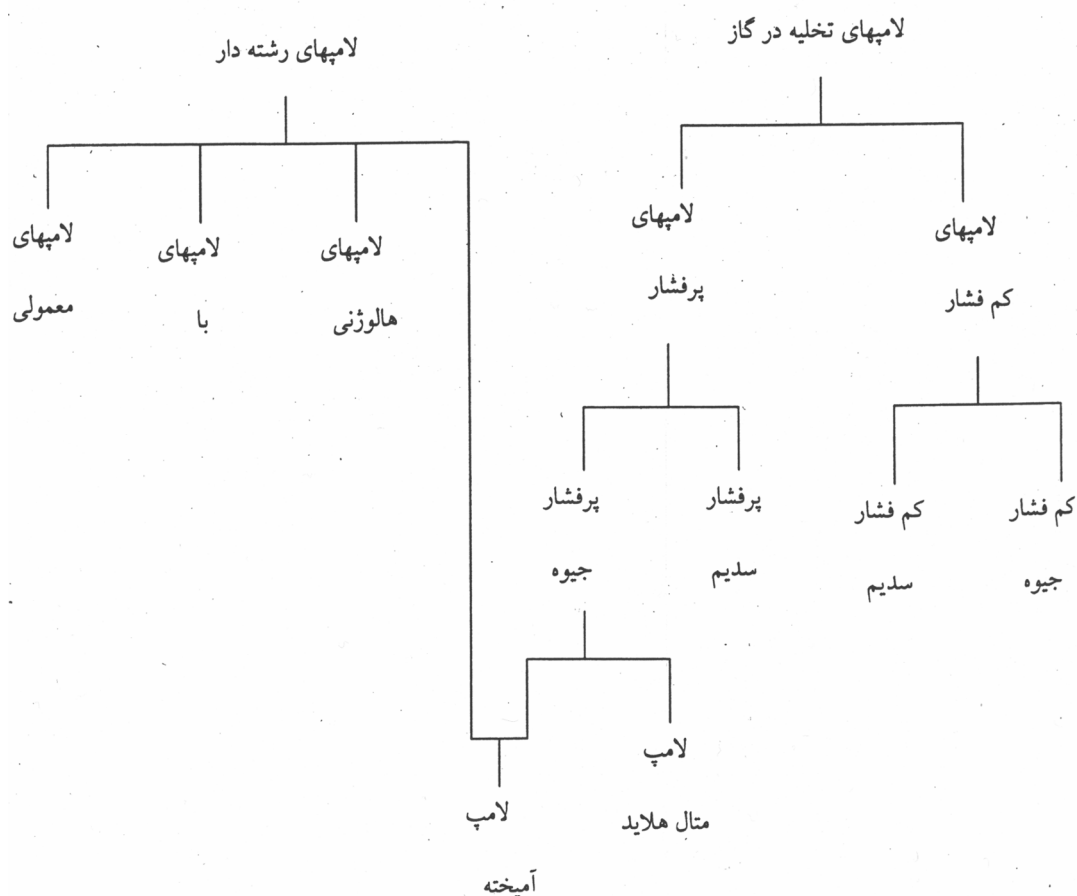 لامپهای تخلیه در گاز
لامپهای رشته دار
لامپهای
کم فشار
لامپهای
پرفشار
لامپهای
هالوژنی
لامپهای
با
لامپهای
معمولی
کم فشار
جیوه
کم فشار
سدیم
پرفشار
سدیم
پرفشار
جیوه
لامپ
متال هلاید
لامپ
آمیخته